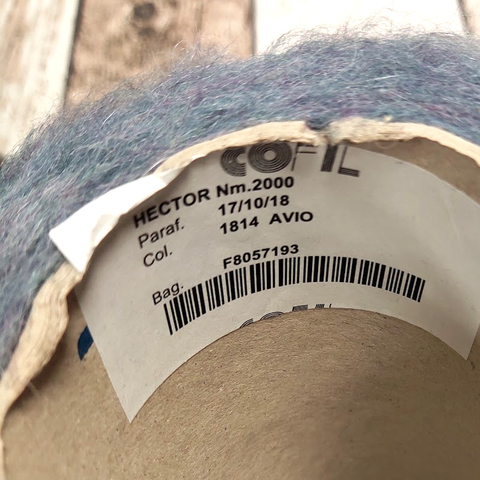 COFIL
HECTOR Nm.2000
Paraf. 17/10/18
Col. 1814 AVIO
Bag. F8057193